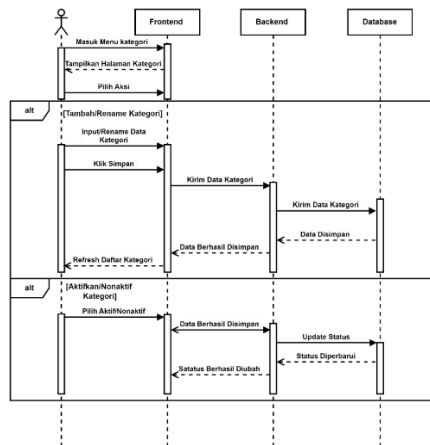 Frontend
Backend
Database
Masuk Menu kategori
Tampilkan Halaman Kategori
Pilih Aksi
alt
[Tambah/Rename Kategori]
Input/Rename Data
Kategori
Klik Simpan
Kirim Data Kategori
Kirim Data Kategori
Data Disimpan
Data Berhasil Disimpan
Refresh Daftar Kategori
alt
[Aktifkan/Nonaktif
Kategori]
Pilih Aktif/Nonaktif
Data Berhasil Disimpan
Update Status
Status Diperbarui
Satatus Berhasil Diubah